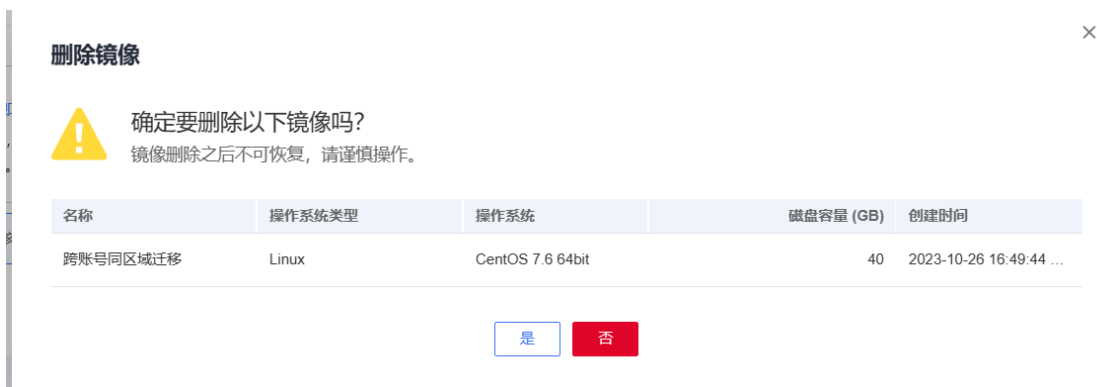 删除镜像
确定要删除以下镜像吗?
镜像删除之后不可恢复，请谨慎操作。
名称 操作系统类型 操作系统 磁盘容量 (GB) 创建时间
跨账号同区域迁移 Linux CentOS 7.6 64bit 40 2023-10-26 16:49:44 ...
是 否